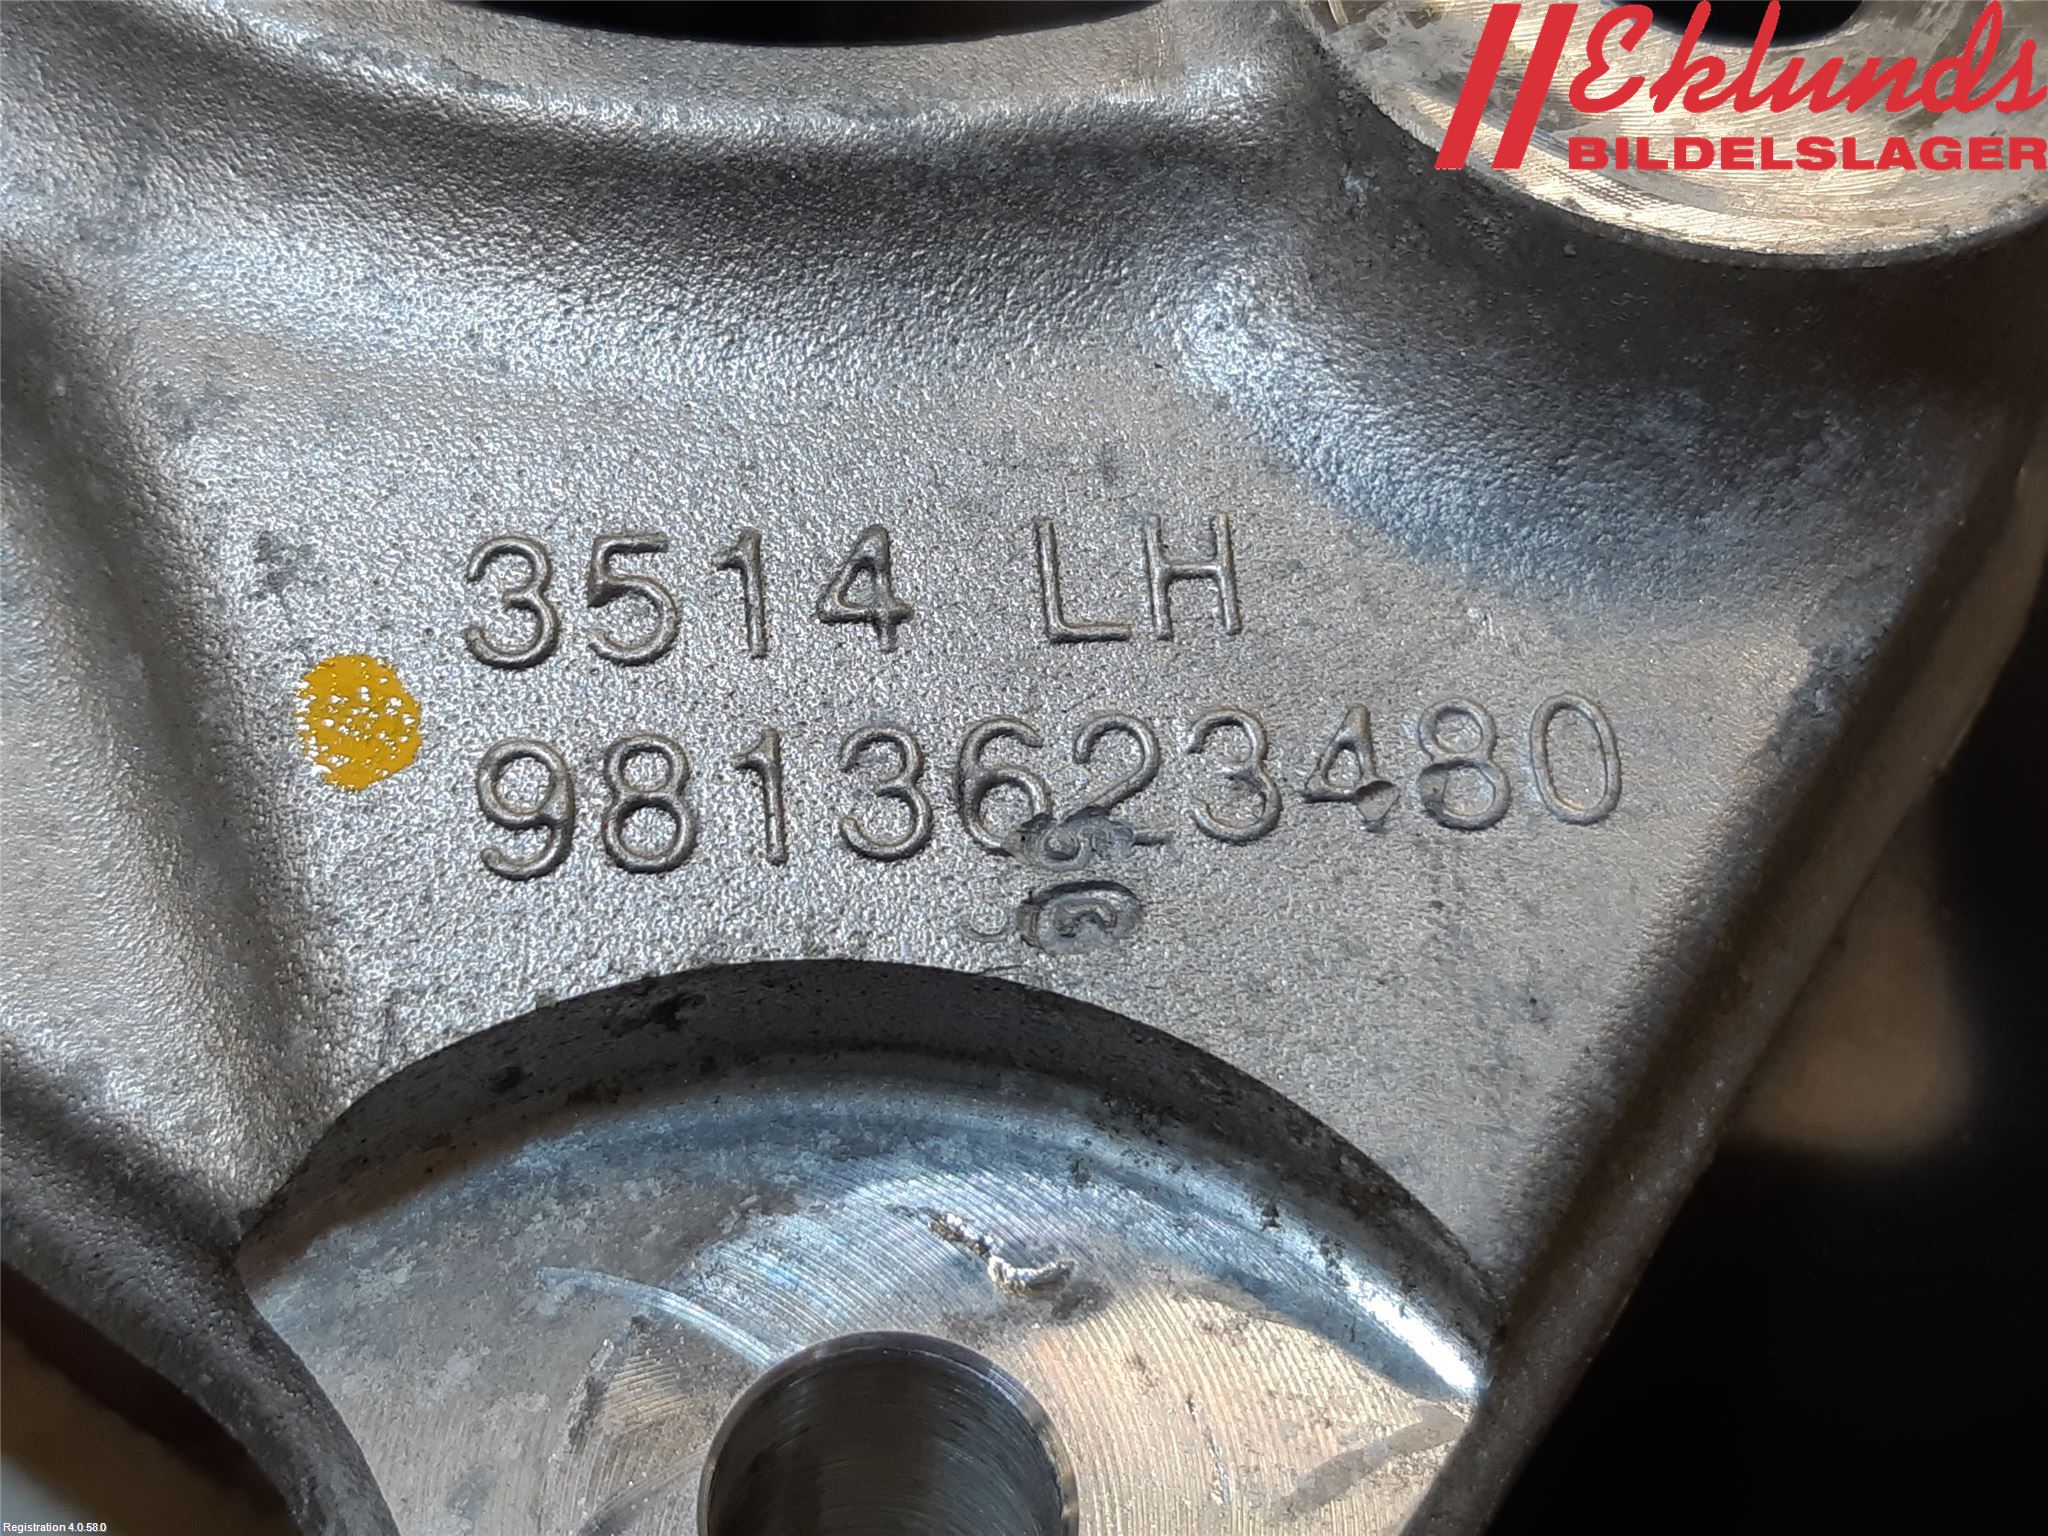 Eklunds
BILDELSLAGER
3514 LH
9813623480
Registration 4.0.58.0